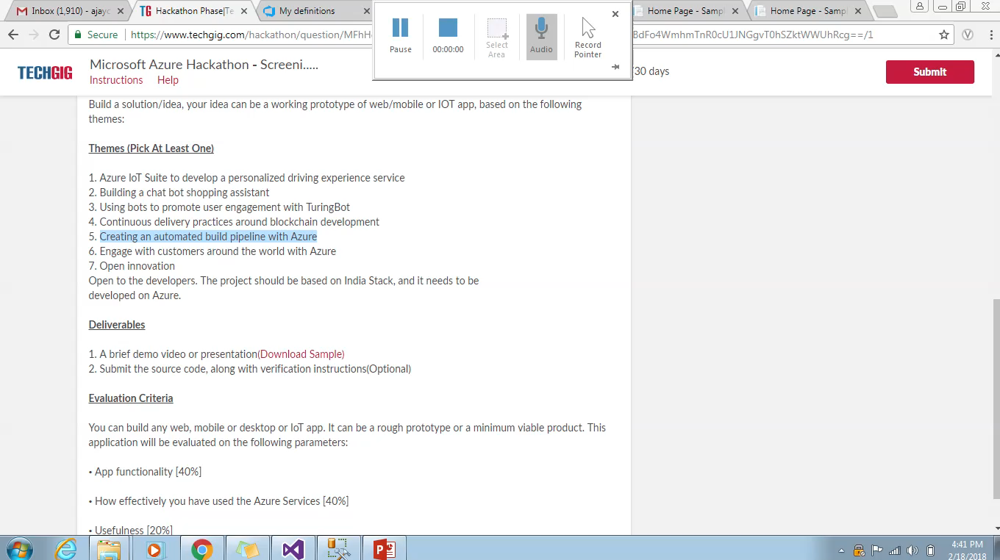 Inbox (1,910) - ajayc
Hackathon Phase|Te
My definitions
Home Page - Sampl
Home Page - Sampl
Secure
https://www.techgig.com/hackathon/question/MFhH
BdFo4WmhmTnR0cU1JNGgvT0hSZktWWUhRcg==/1
Pause
00:00:00
Select
Area
Audio
Record
Pointer
TECHGIG
Microsoft Azure Hackathon - Screeni.....
Instructions Help
/30 days
Submit
Build a solution/idea, your idea can be a working prototype of web/mobile or IOT app, based on the following
themes:
Themes (Pick At Least One)
1. Azure IoT Suite to develop a personalized driving experience service
2. Building a chat bot shopping assistant
3. Using bots to promote user engagement with TuringBot
4. Continuous delivery practices around blockchain development
5. Creating an automated build pipeline with Azure
6. Engage with customers around the world with Azure
7. Open innovation
Open to the developers. The project should be based on India Stack, and it needs to be
developed on Azure.
Deliverables
1. A brief demo video or presentation(Download Sample)
2. Submit the source code, along with verification instructions(Optional)
Evaluation Criteria
You can build any web, mobile or desktop or IoT app. It can be a rough prototype or a minimum viable product. This
application will be evaluated on the following parameters:
• App functionality [40%]
• How effectively you have used the Azure Services [40%]
• Usefulness [20%]
4:41 PM
2/18/2018